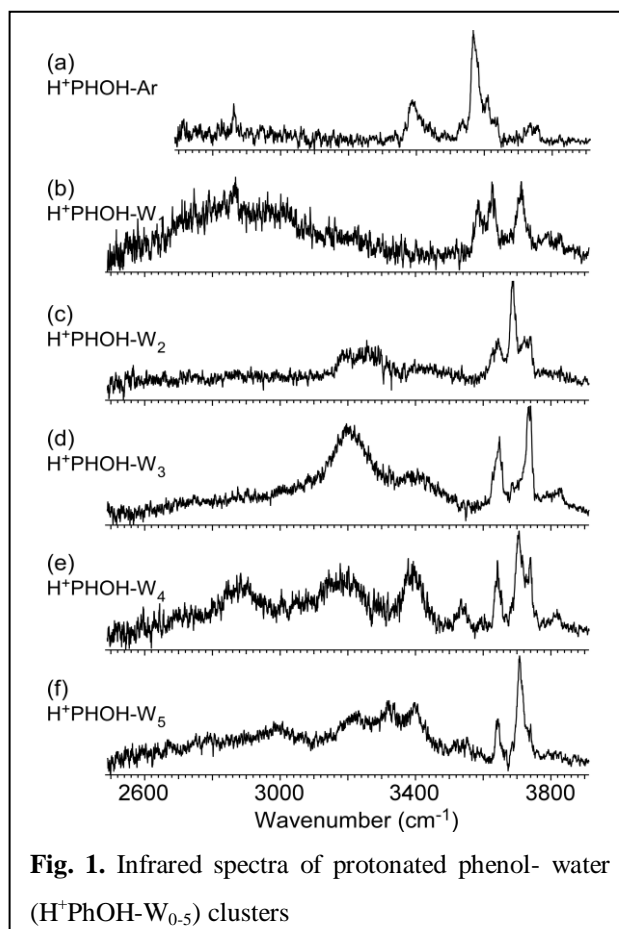 (a)
H⁺PHOH-Ar
(b)
H⁺PHOH-W₁
(c)
H⁺PHOH-W₂
(d)
H⁺PHOH-W₃
(e)
H⁺PHOH-W₄
(f)
H⁺PHOH-W₅
2600 3000 3400 3800
Wavenumber (cm⁻¹)
Fig. 1. Infrared spectra of protonated phenol- water
(H⁺PhOH-W₀₋₅) clusters